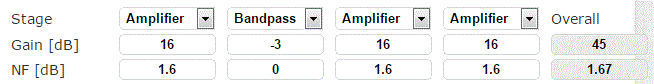 Stage Amplifier Bandpass Amplifier Amplifier Overall
Gain [dB] 16 -3 16 16 45
NF [dB] 1.6 0 1.6 1.6 1.67